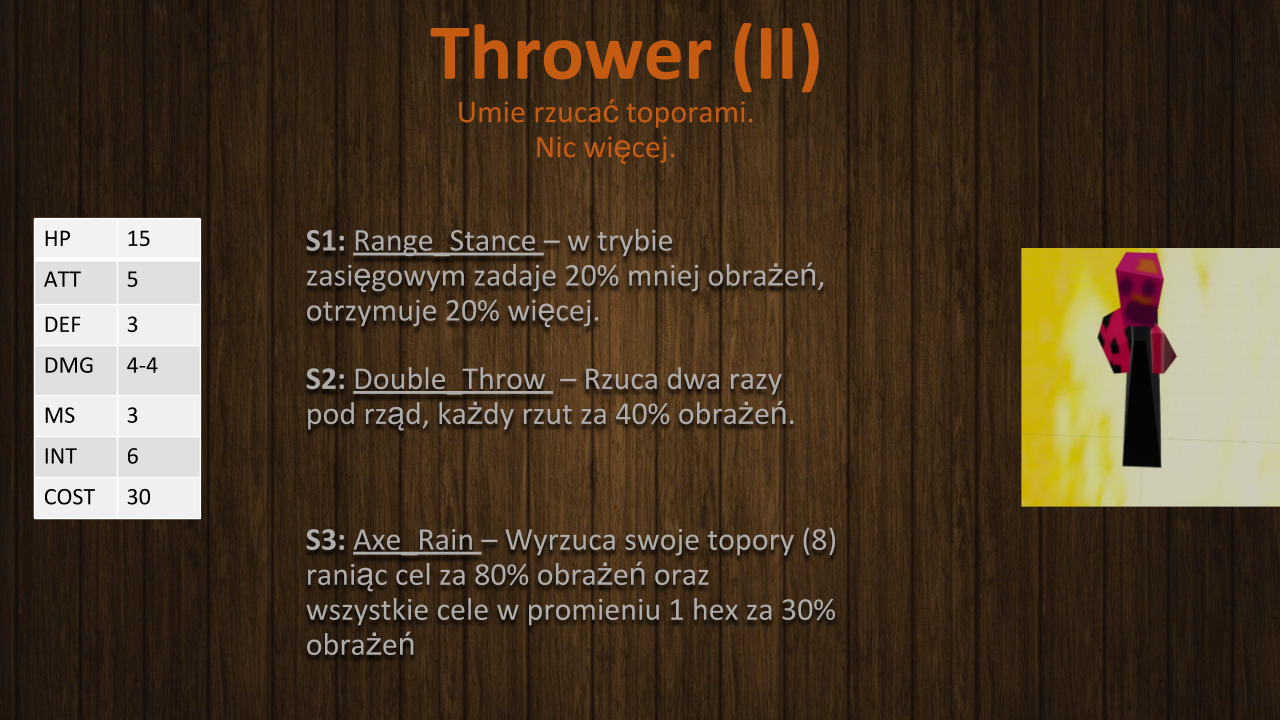 Thrower (II)
Umie rzucać toporami.
Nic więcej.
HP 15
ATT 5
DEF 3
DMG 4-4
MS 3
INT 6
COST 30
S1: Range_Stance – w trybie
zasięgowym zadaje 20% mniej obrażeń,
otrzymuje 20% więcej.
S2: Double_Throw – Rzuca dwa razy
pod rząd, każdy rzut za 40% obrażeń.
S3: Axe_Rain – Wyrzuca swoje topory (8)
raniąc cel za 80% obrażeń oraz
wszystkie cele w promieniu 1 hex za 30%
obrażeń